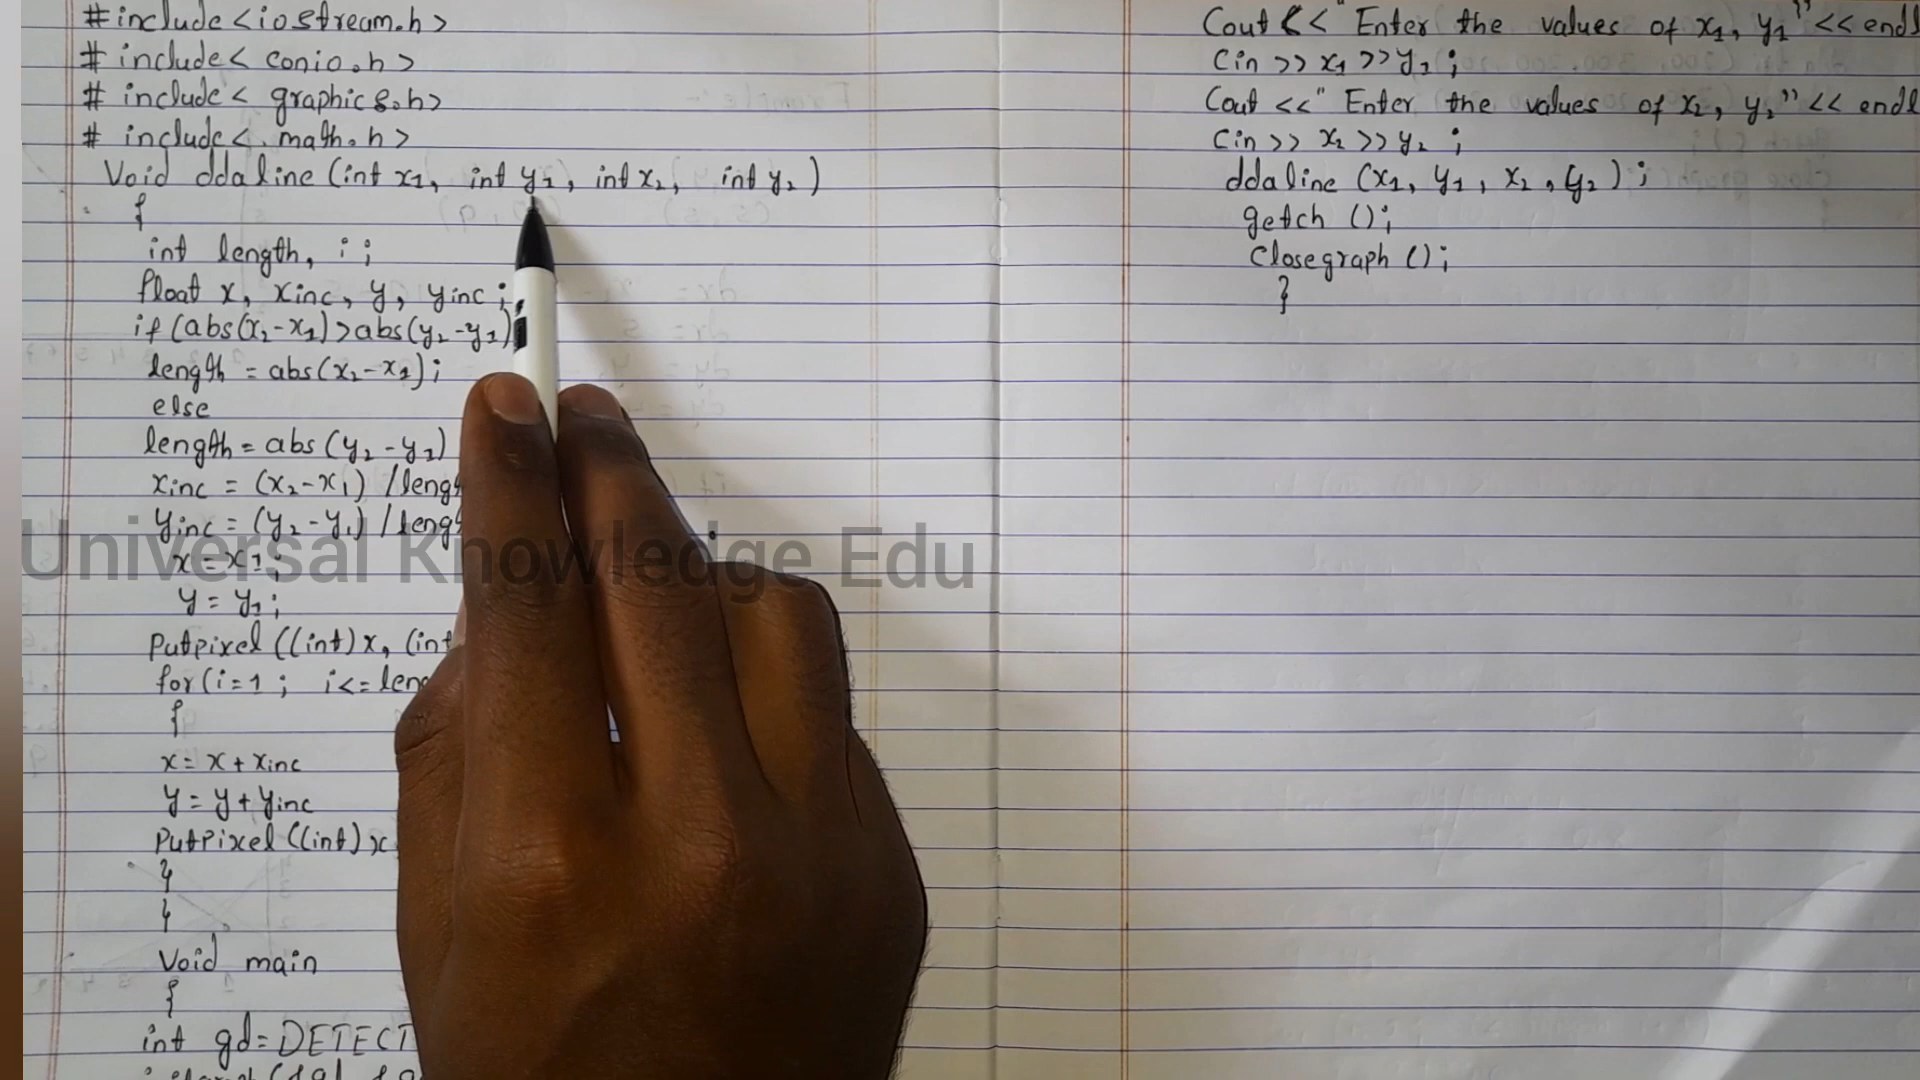 #include<iostream.h>
# include< conio.h>
# include< graphics.h>
# include< math.h>
Void ddaline (int x1, int y1, int x2, int y2)
{
int length, i;
float x, xinc, y, yinc;
if (abs(x2-x1)>abs(y2-y1)
length = abs(x2-x1);
else
length = abs (y2-y1)
xinc = (x2-x1) /leng
yinc = (y2-y1) /leng
x=x1;
y = y1;
Putpixel ((int)x, (int
for(i=1; i<=leng
{
x= x+xinc
y= y+yinc
PutPixel((int)x
}
}
Void main
{
int gd=DETECT
Cout << "Enter the values of x1, y1" << endl
Cin >> x1 >> y1;
Cout <<" Enter the values of x2, y2" << endl
Cin >> x2 >> y2;
ddaline (x1, y1, x2, y2);
getch ();
Closegraph ();
}
Universal Knowledge Edu